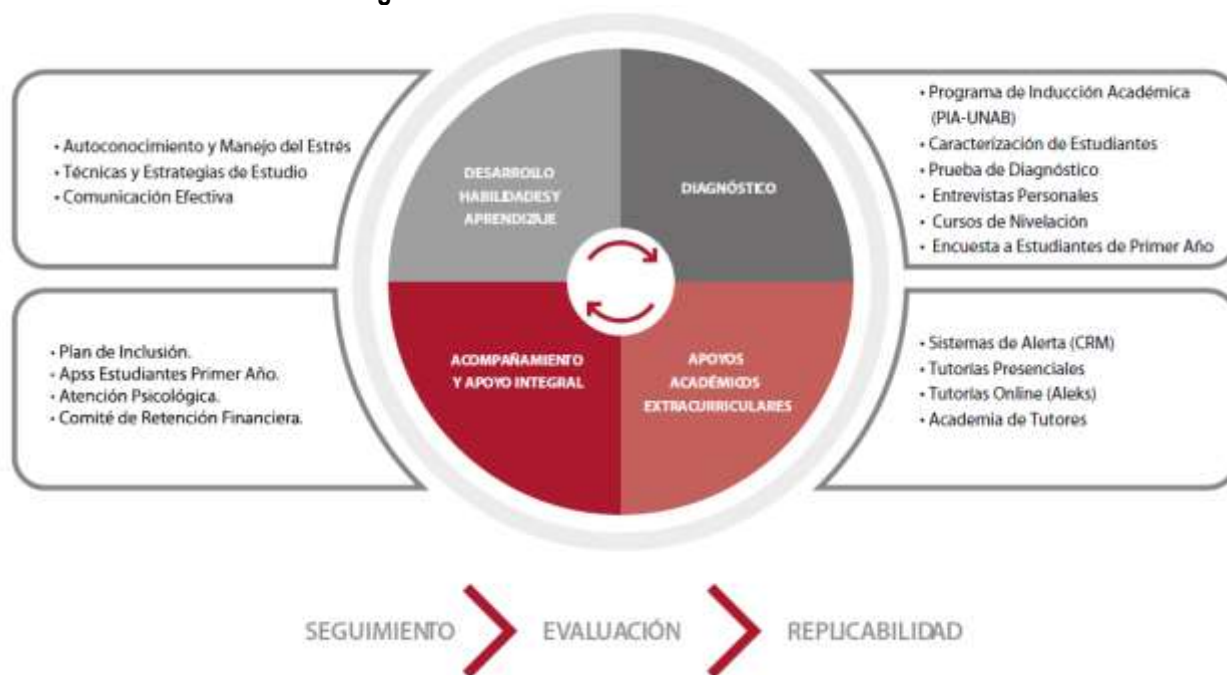 • Autoconocimiento y Manejo del Estrés
• Técnicas y Estrategias de Estudio
• Comunicación Efectiva
DESARROLLO
HABILIDADES Y
APRENDIZAJE
DIAGNÓSTICO
• Programa de Inducción Académica
(PIA-UNAB)
• Caracterización de Estudiantes
• Prueba de Diagnóstico
• Entrevistas Personales
• Cursos de Nivelación
• Encuesta a Estudiantes de Primer Año
• Plan de Inclusión.
• Apss Estudiantes Primer Año.
• Atención Psicológica.
• Comité de Retención Financiera.
ACOMPAÑAMIENTO
Y APOYO INTEGRAL
APOYOS
ACADÉMICOS
EXTRACURRICULARES
• Sistemas de Alerta (CRM)
• Tutorías Presenciales
• Tutorías Online (Aleks)
• Academia de Tutores
SEGUIMIENTO
EVALUACIÓN
REPLICABILIDAD